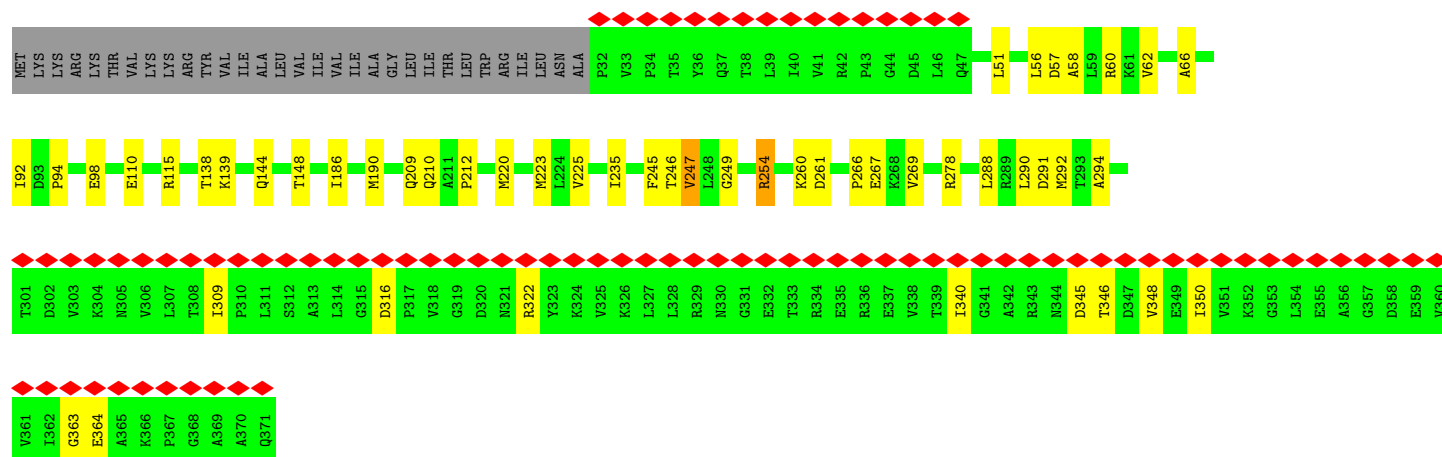 MET LYS LYS ARG LYS THR VAL LYS LYS ARG TYR VAL ILE ALA LEU VAL ILE VAL ILE ALA GLY LEU ILE THR LEU TRP ARG ILE LEU ASN ALA P32 V33 P34 T35 Y36 Q37 T38 L39 I40 V41 R42 P43 G44 D45 L46 Q47 L51 L56 D57 A58 L59 R60 K61 V62 A66
I92 D93 P94 E98 E110 R115 T138 K139 Q144 T148 I186 M190 Q209 Q210 A211 P212 M220 M223 L224 V225 I235 F245 T246 V247 L248 G249 R254 K260 D261 P266 E267 K268 V269 R278 L288 R289 L290 D291 M292 T293 A294
T301 D302 V303 K304 N305 V306 L307 T308 I309 P310 L311 S312 A313 L314 G315 D316 P317 V318 G319 D320 N321 R322 Y323 K324 V325 K326 L327 L328 R329 N330 G331 E332 T333 R334 E335 R336 E337 V338 T339 I340 G341 A342 R343 N344 D345 T346 D347 V348 E349 I350 V351 K352 G353 L354 E355 A356 G357 D358 E359 V360
V361 I362 G363 E364 A365 K366 P367 G368 A369 A370 Q371